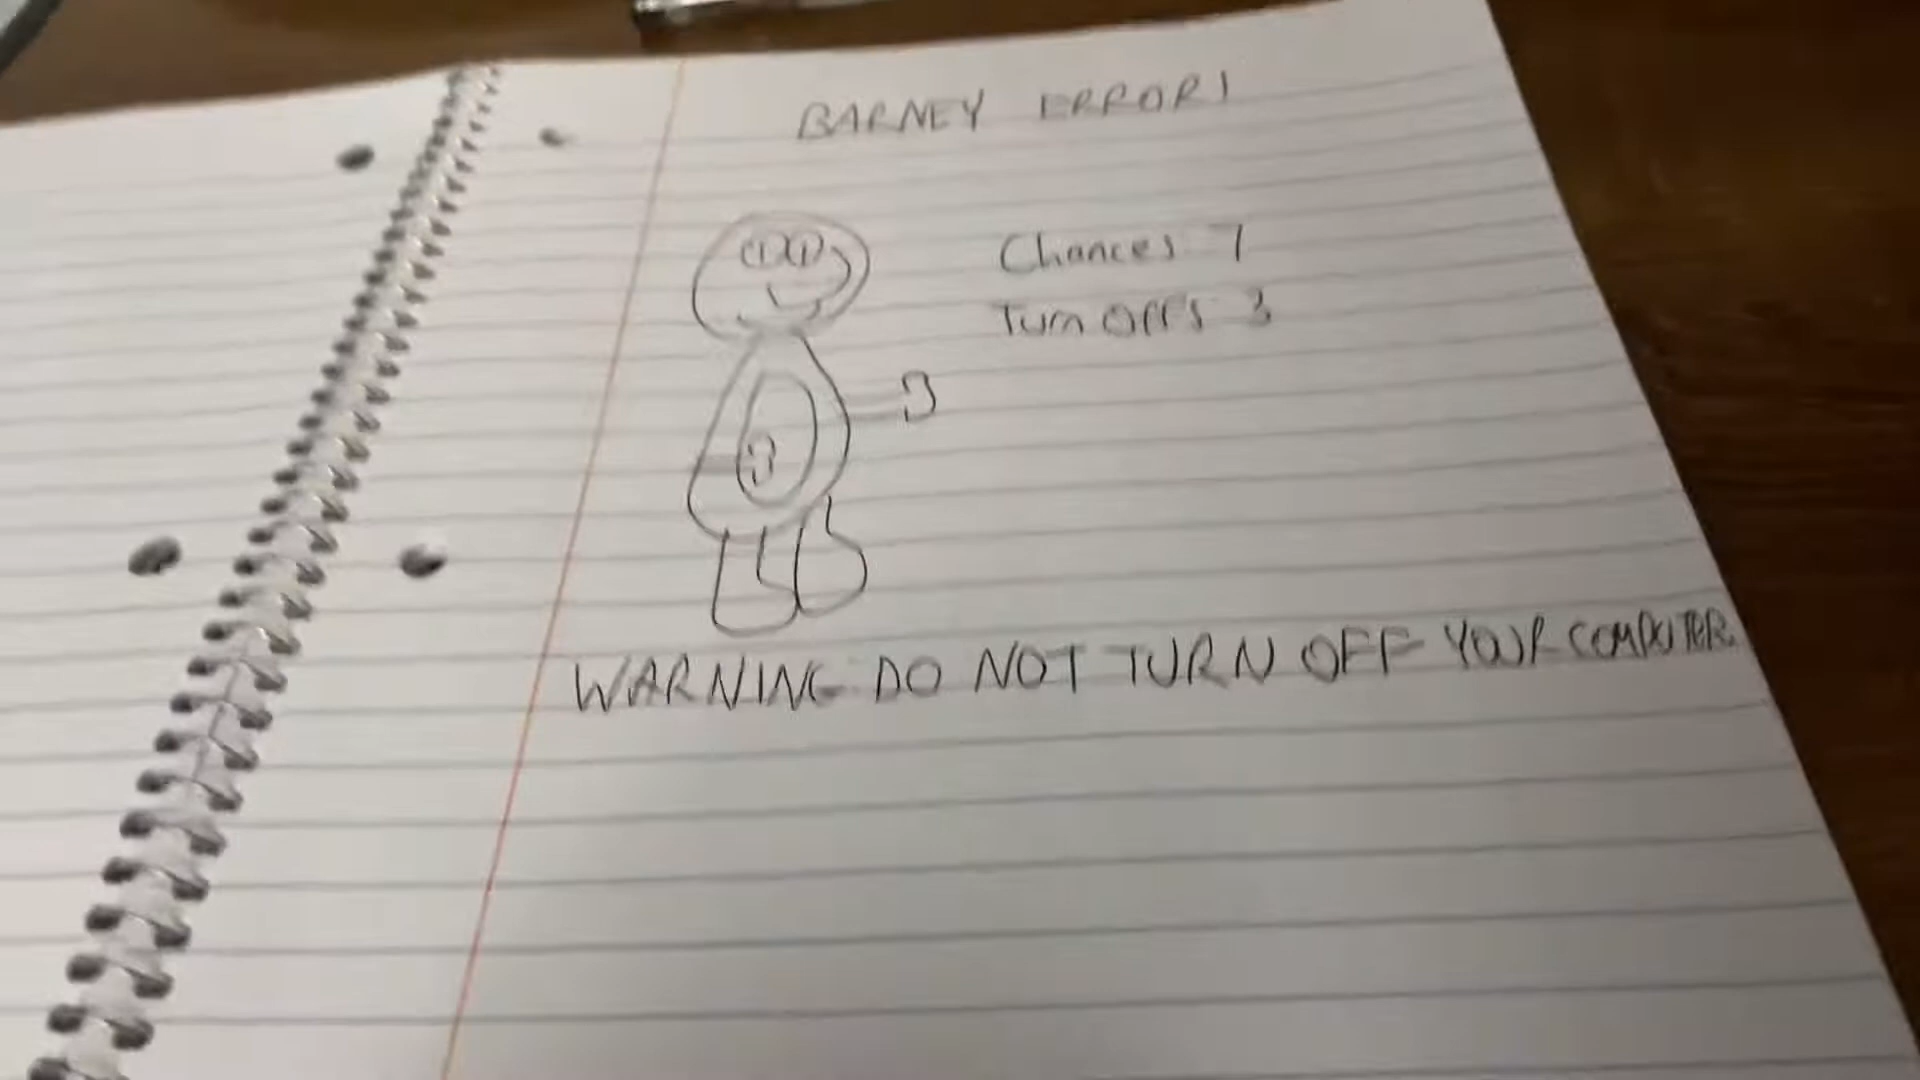 BARNEY ERROR!
Chances 7
Turn offs 3
WARNING DO NOT TURN OFF YOUR COMPUTER